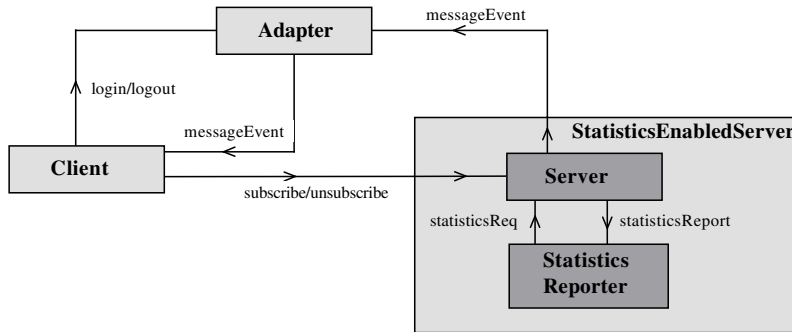 messageEvent
Adapter
login/logout
messageEvent
StatisticsEnabledServer
Client
Server
subscribe/unsubscribe
statisticsReq
statisticsReport
Statistics
Reporter